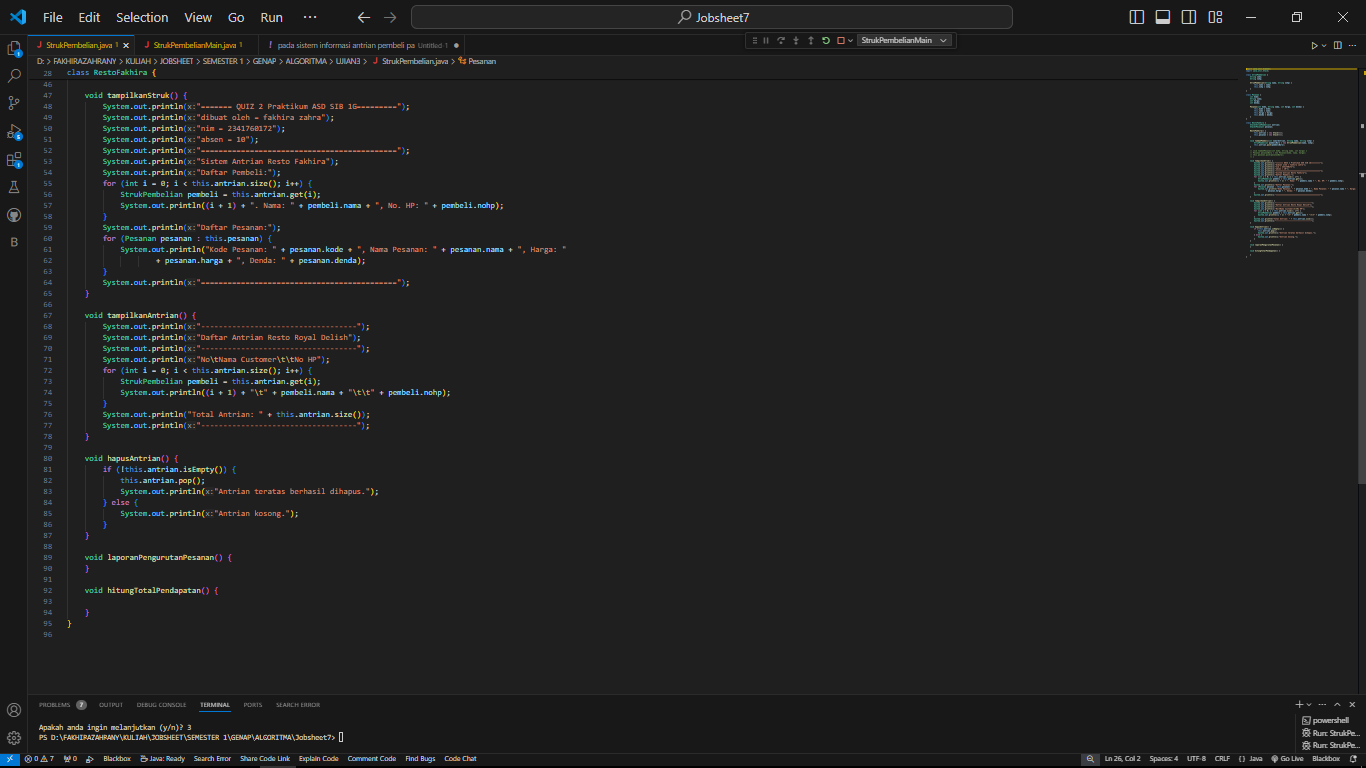 File Edit Selection View Go Run ··· Jobsheet7
StrukPembelian.java 1 StrukPembelianMain.java 1 pada sistem informasi antrian pembeli pa Untitled-1 StrukPembelianMain
D: > FAKHIRAZAHRANY > KULIAH > JOBSHEET > SEMESTER 1 > GENAP > ALGORITMA > UJIAN3 > StrukPembelian.java > Pesanan
28 class RestoFakhira {
46
47 void tampilkanStruk() {
48 System.out.println(x:"======= QUIZ 2 Praktikum ASD SIB 1G=========");
49 System.out.println(x:"dibuat oleh = fakhira zahra");
50 System.out.println(x:"nim = 2341760172");
51 System.out.println(x:"absen = 10");
52 System.out.println(x:"============================================");
53 System.out.println(x:"Sistem Antrian Resto Fakhira");
54 System.out.println(x:"Daftar Pembeli:");
55 for (int i = 0; i < this.antrian.size(); i++) {
56 StrukPembelian pembeli = this.antrian.get(i);
57 System.out.println((i + 1) + ". Nama: " + pembeli.nama + ", No. HP: " + pembeli.nohp);
58 }
59 System.out.println(x:"Daftar Pesanan:");
60 for (Pesanan pesanan : this.pesanan) {
61 System.out.println("Kode Pesanan: " + pesanan.kode + ", Nama Pesanan: " + pesanan.nama + ", Harga: "
62 + pesanan.harga + ", Denda: " + pesanan.denda);
63 }
64 System.out.println(x:"============================================");
65 }
66
67 void tampilkanAntrian() {
68 System.out.println(x:"-----------------------------------");
69 System.out.println(x:"Daftar Antrian Resto Royal Delish");
70 System.out.println(x:"-----------------------------------");
71 System.out.println(x:"No\tNama Customer\t\tNo HP");
72 for (int i = 0; i < this.antrian.size(); i++) {
73 StrukPembelian pembeli = this.antrian.get(i);
74 System.out.println((i + 1) + "\t" + pembeli.nama + "\t\t" + pembeli.nohp);
75 }
76 System.out.println("Total Antrian: " + this.antrian.size());
77 System.out.println(x:"-----------------------------------");
78 }
79
80 void hapusAntrian() {
81 if (!this.antrian.isEmpty()) {
82 this.antrian.pop();
83 System.out.println(x:"Antrian teratas berhasil dihapus.");
84 } else {
85 System.out.println(x:"Antrian kosong.");
86 }
87 }
88
89 void laporanPengurutanPesanan() {
90 }
91
92 void hitungTotalPendapatan() {
93
94 }
95 }
96
PROBLEMS 7 OUTPUT DEBUG CONSOLE TERMINAL PORTS SEARCH ERROR
Apakah anda ingin melanjutkan (y/n)? 3
PS D:\FAKHIRAZAHRANY\KULIAH\JOBSHEET\SEMESTER 1\GENAP\ALGORITMA\Jobsheet7>
powershell
Run: StrukPe...
Run: StrukPe...
0 7 0 Blackbox Java: Ready Search Error Share Code Link Explain Code Comment Code Find Bugs Code Chat Ln 26, Col 2 Spaces: 4 UTF-8 CRLF {} Java Go Live Blackbox